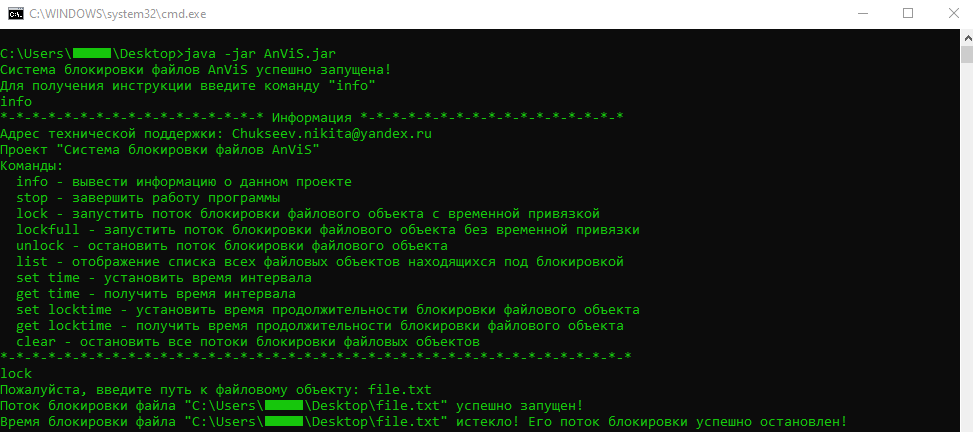 C:\WINDOWS\system32\cmd.exe
C:\Users\ \Desktop>java -jar AnViS.jar
Система блокировки файлов AnViS успешно запущена!
Для получения инструкции введите команду "info"
info
*-*-*-*-*-*-*-*-*-*-*-*-*-*-*-*-* Информация *-*-*-*-*-*-*-*-*-*-*-*-*-*-*-*-*
Адрес технической поддержки: Chukseev.nikita@yandex.ru
Проект "Система блокировки файлов AnViS"
Команды:
info - вывести информацию о данном проекте
stop - завершить работу программы
lock - запустить поток блокировки файлового объекта с временной привязкой
lockfull - запустить поток блокировки файлового объекта без временной привязки
unlock - остановить поток блокировки файлового объекта
list - отображение списка всех файловых объектов находящихся под блокировкой
set time - установить время интервала
get time - получить время интервала
set locktime - установить время продолжительности блокировки файлового объекта
get locktime - получить время продолжительности блокировки файлового объекта
clear - остановить все потоки блокировки файловых объектов
*-*-*-*-*-*-*-*-*-*-*-*-*-*-*-*-*-*-*-*-*-*-*-*-*-*-*-*-*-*-*-*-*-*-*-*-*-*-*-*
lock
Пожалуйста, введите путь к файловому объекту: file.txt
Поток блокировки файла "C:\Users\ \Desktop\file.txt" успешно запущен!
Время блокировки файла "C:\Users\ \Desktop\file.txt" истекло! Его поток блокировки успешно остановлен!